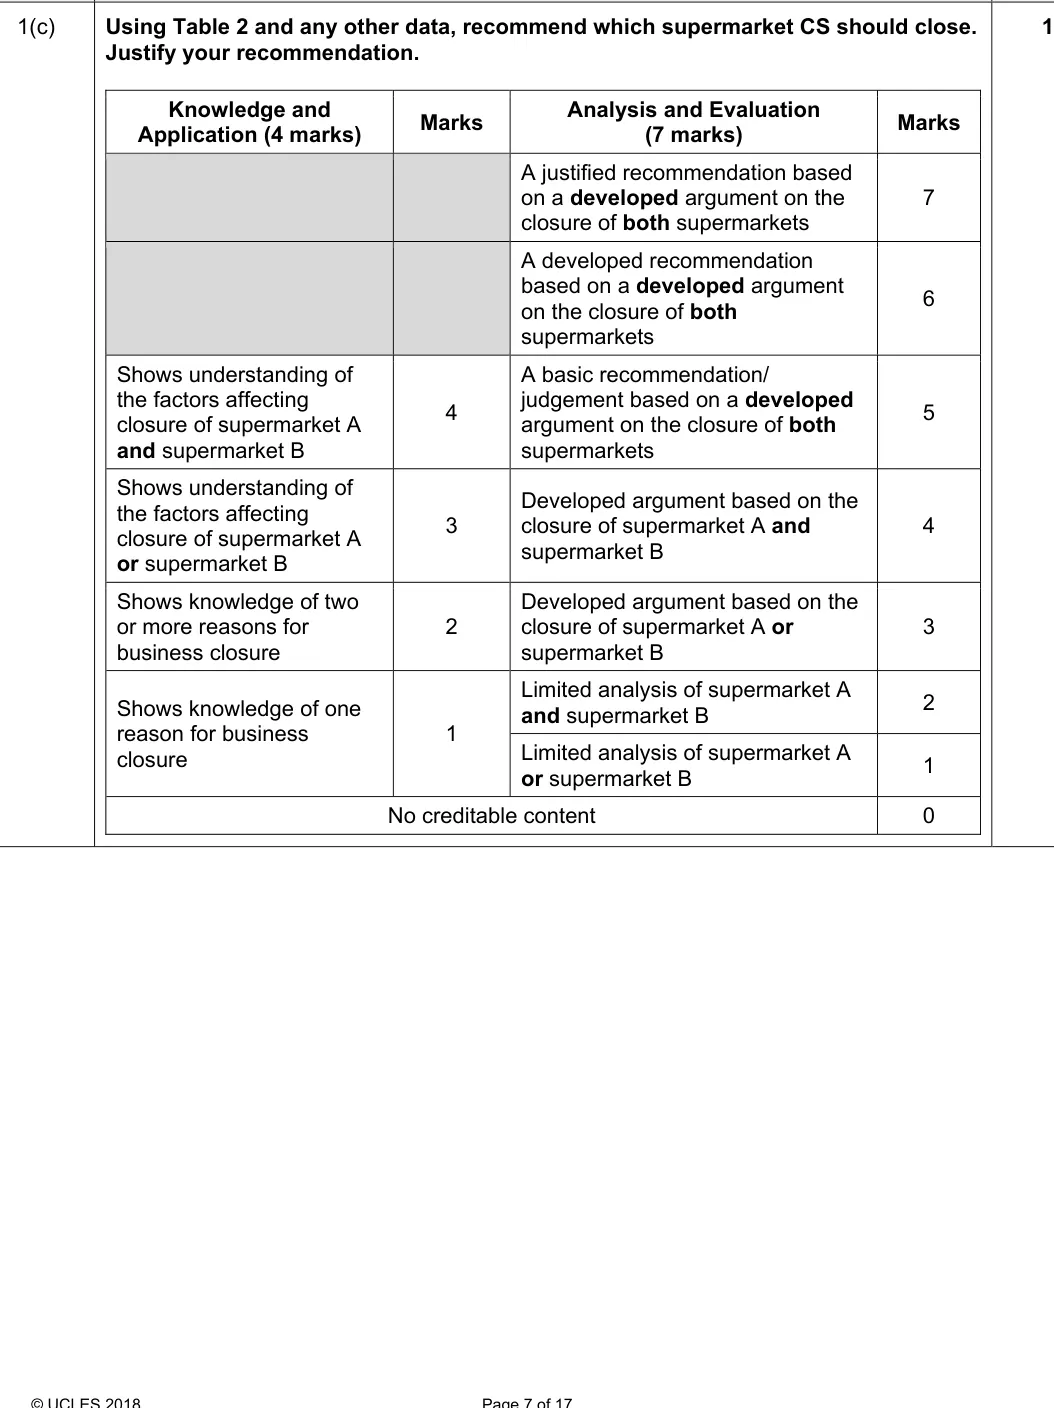 1(c)
Using Table 2 and any other data, recommend which supermarket CS should close.
Justify your recommendation.
1
Knowledge and
Application (4 marks)
Marks
Analysis and Evaluation
(7 marks)
Marks
A justified recommendation based
on a developed argument on the
closure of both supermarkets
7
A developed recommendation
based on a developed argument
on the closure of both
supermarkets
6
Shows understanding of
the factors affecting
closure of supermarket A
and supermarket B
4
A basic recommendation/
judgement based on a developed
argument on the closure of both
supermarkets
5
Shows understanding of
the factors affecting
closure of supermarket A
or supermarket B
3
Developed argument based on the
closure of supermarket A and
supermarket B
4
Shows knowledge of two
or more reasons for
business closure
2
Developed argument based on the
closure of supermarket A or
supermarket B
3
Shows knowledge of one
reason for business
closure
1
Limited analysis of supermarket A
and supermarket B
2
Limited analysis of supermarket A
or supermarket B
1
No creditable content
0
© UCLES 2018
Page 7 of 17